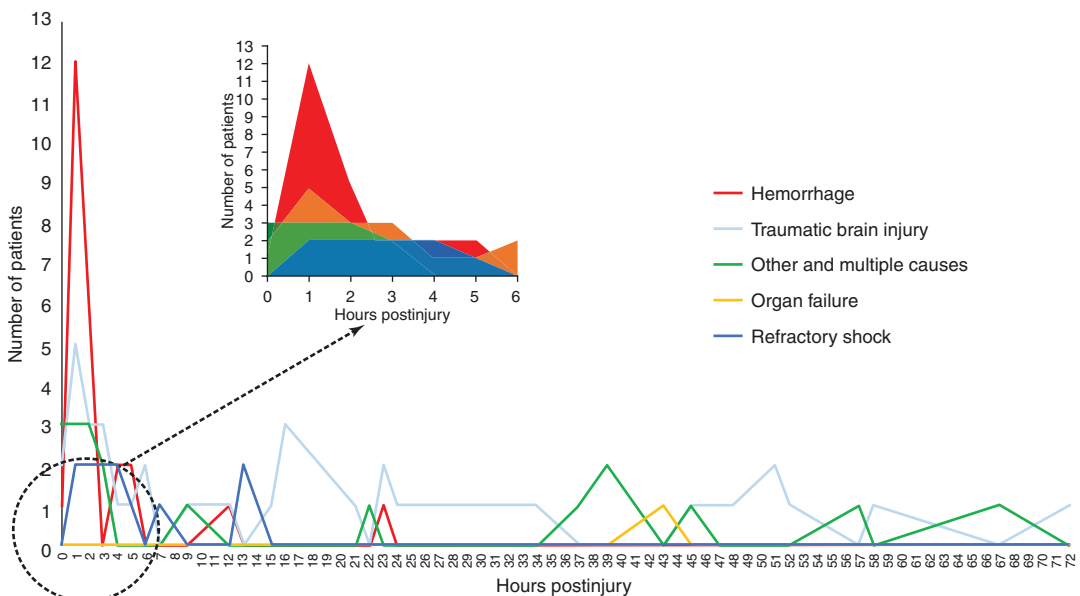 13
12
11
10
9
8
7
6
5
4
3
2
1
0
Number of patients
13
12
11
10
9
8
7
6
5
4
3
2
1
0
Number of patients
0 1 2 3 4 5 6
Hours postinjury
Hemorrhage
Traumatic brain injury
Other and multiple causes
Organ failure
Refractory shock
0 1 2 3 4 5 6 7 8 9 10 11 12 13 14 15 16 17 18 19 20 21 22 23 24 25 26 27 28 29 30 31 32 33 34 35 36 37 38 39 40 41 42 43 44 45 46 47 48 49 50 51 52 53 54 55 56 57 58 59 60 61 62 63 64 65 66 67 68 69 70 71 72
Hours postinjury